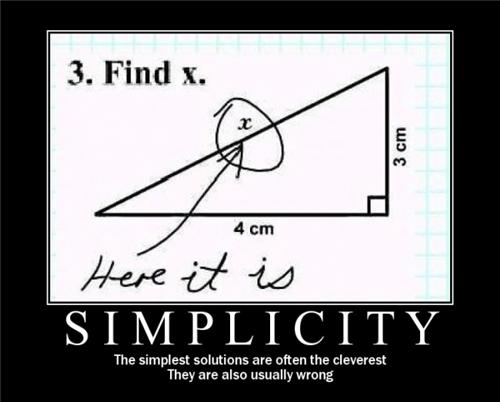 3. Find x.
x
3 cm
4 cm
Here it is
SIMPLICITY
The simplest solutions are often the cleverest
They are also usually wrong